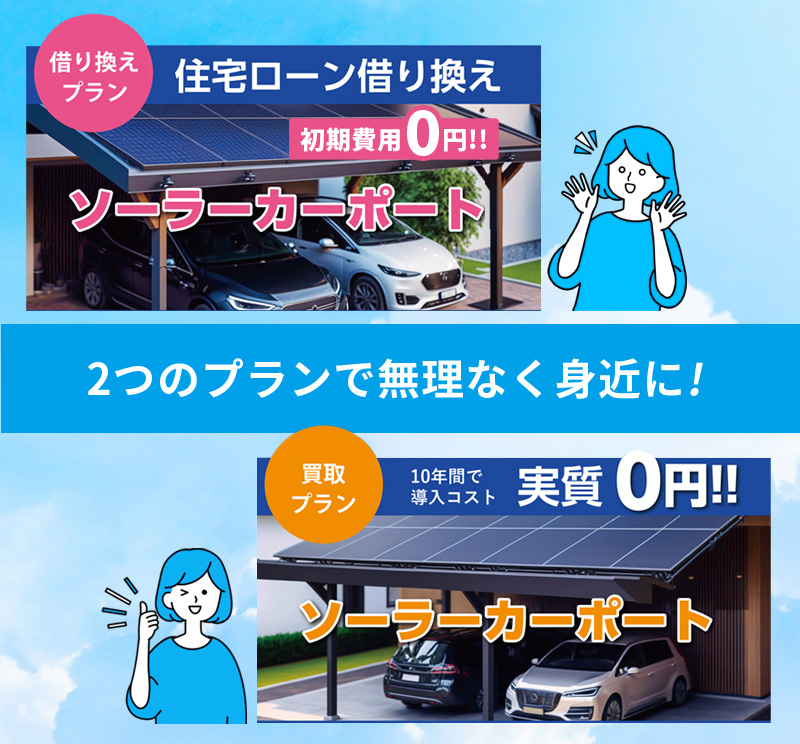 借り換え
プラン
住宅ローン借り換え
初期費用0円!!
ソーラーカーポート
2つのプランで無理なく身近に!
買取
プラン
10年間で
導入コスト
実質0円!!
ソーラーカーポート